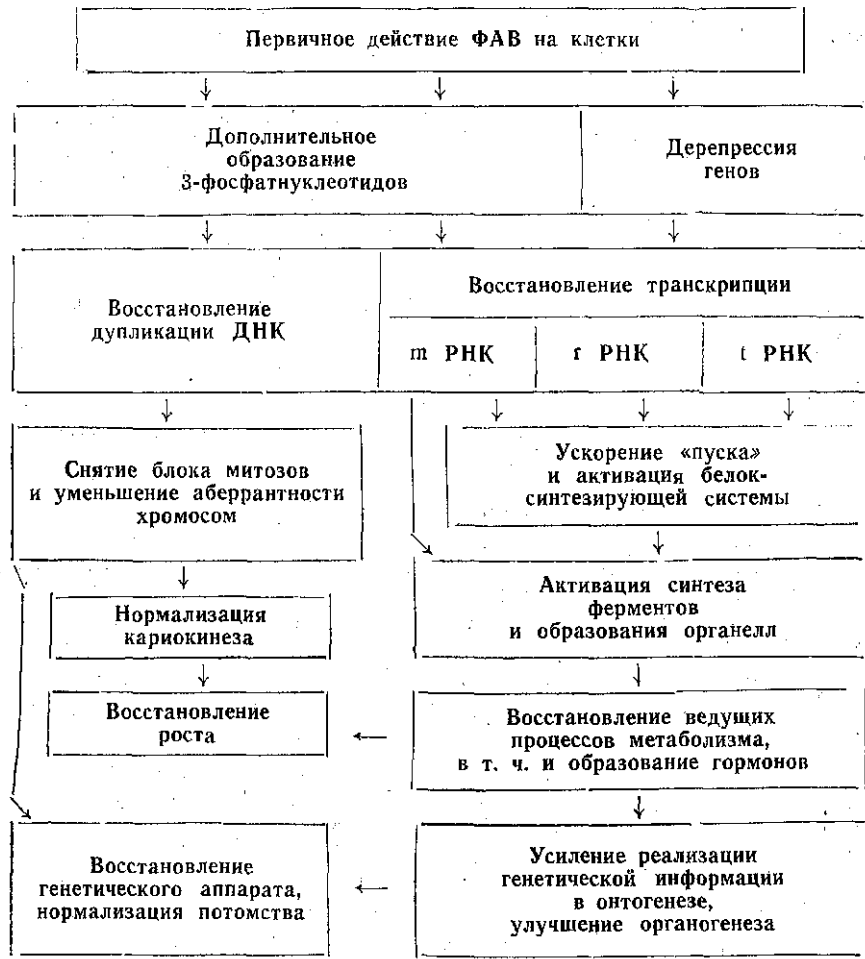 Первичное действие ФАВ на клетки
Дополнительное
образование
3-фосфатнуклеотидов
Дерепрессия
генов
Восстановление
дупликации ДНК
Восстановление транскрипции
m РНК
r РНК
t РНК
Снятие блока митозов
и уменьшение аберрантности
хромосом
Ускорение «пуска»
и активация белок-
синтезирующей системы
Нормализация
кариокинеза
Активация синтеза
ферментов
и образования органелл
Восстановление
роста
Восстановление ведущих
процессов метаболизма,
в т. ч. и образование гормонов
Восстановление
генетического аппарата,
нормализация потомства
Усиление реализации
генетической информации
в онтогенезе,
улучшение органогенеза